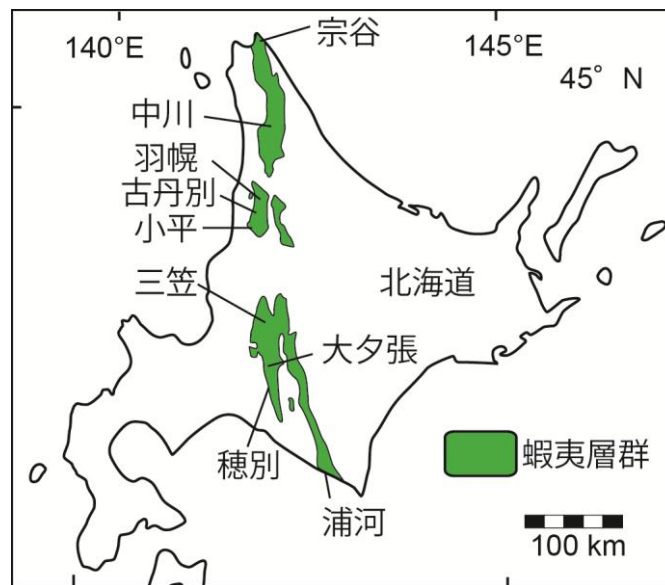 宗谷
140°E
145°E
45° N
中川
羽幌
古丹別
小平
北海道
三笠
大夕張
穂別
蝦夷層群
浦河
100 km